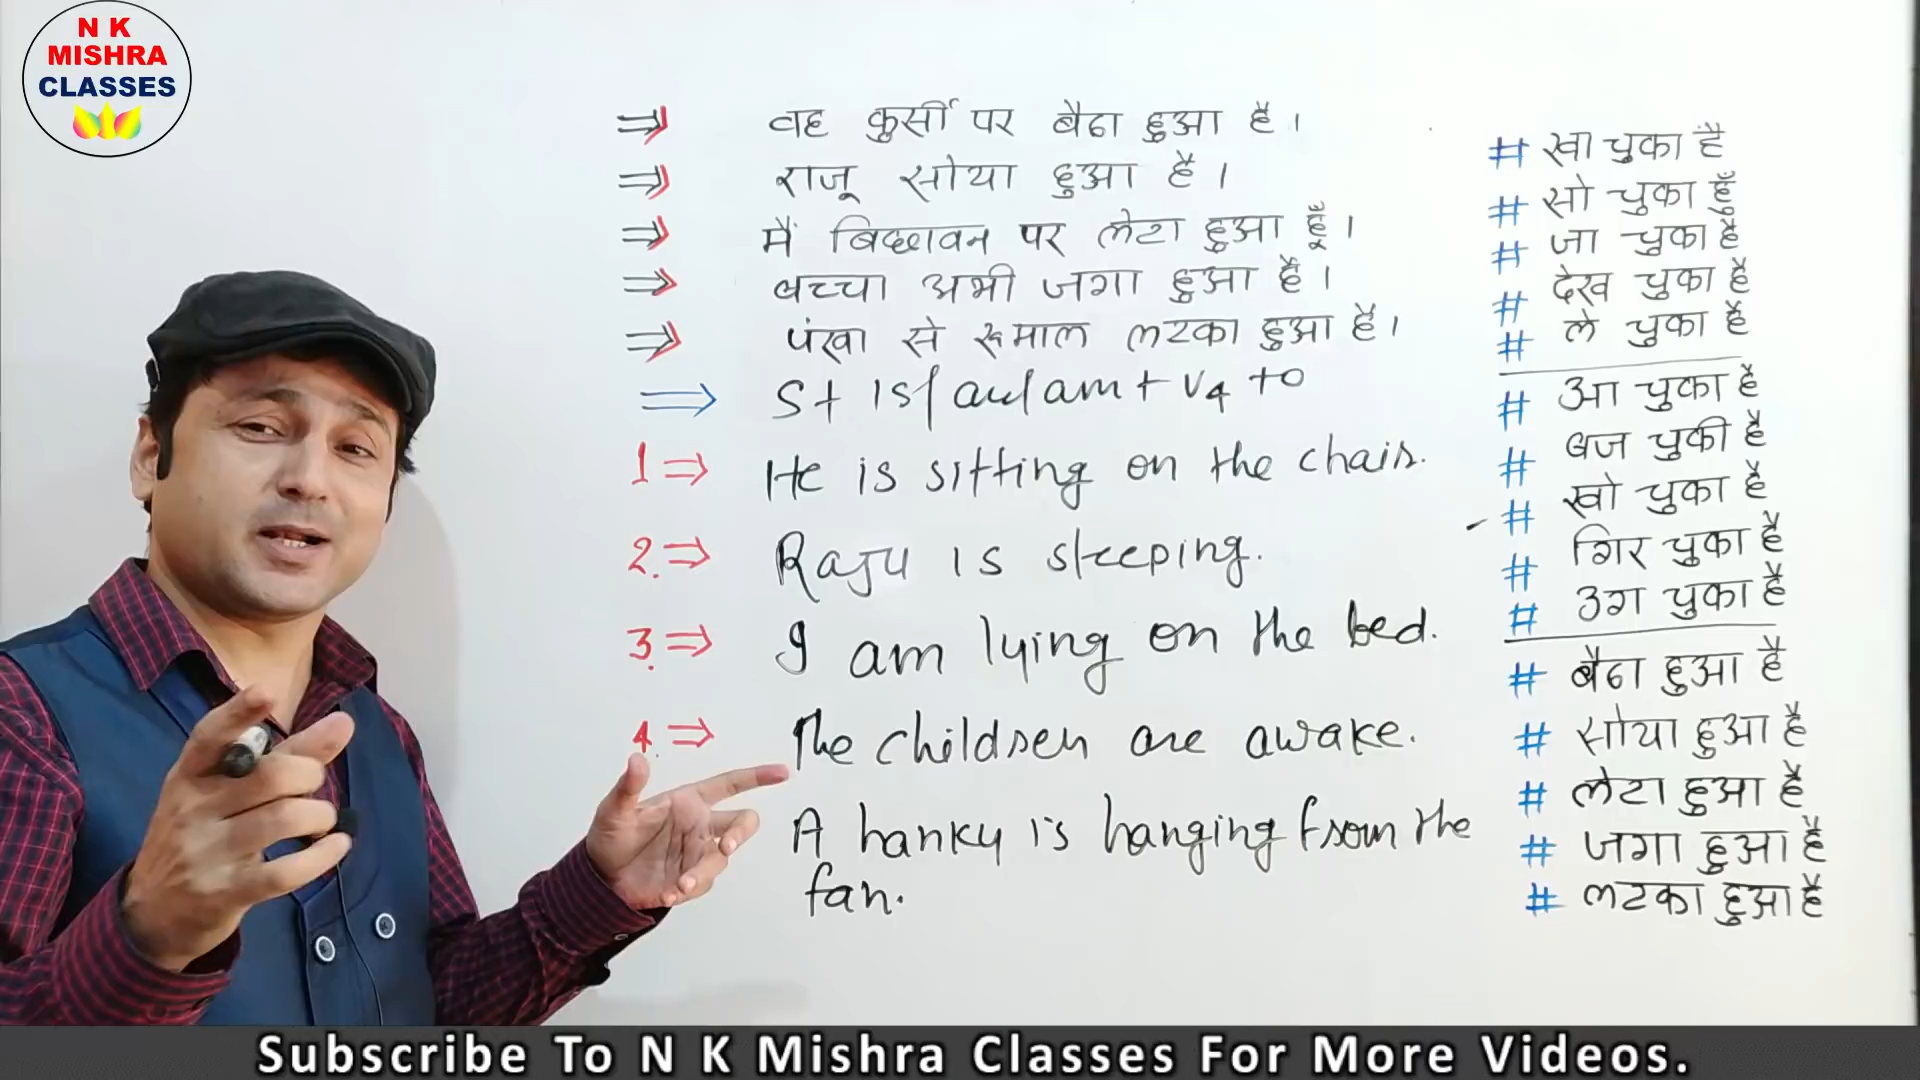 N K
MISHRA
CLASSES
⇒ वह कुर्सी पर बैठा हुआ है।
⇒ राजू सोया हुआ है।
⇒ मैं बिछावन पर लेटा हुआ हूँ।
⇒ बच्चा अभी जगा हुआ है।
⇒ पंखा से रूमाल लटका हुआ है।
⇒ S + is/are/am + V4 + o
1 ⇒ He is sitting on the chair.
2. ⇒ Raju is sleeping.
3. ⇒ I am lying on the bed.
4. ⇒ The children are awake.
A hanky is hanging from the
fan.
# खा चुका है
# सो चुका हूँ
# जा चुका है
# देख चुका है
# ले चुका है
# आ चुका है
# बज चुकी है
# खो चुका है
# गिर चुका है
# उग चुका है
# बैठा हुआ है
# सोया हुआ है
# लेटा हुआ है
# जगा हुआ है
# लटका हुआ है
Subscribe To N K Mishra Classes For More Videos.